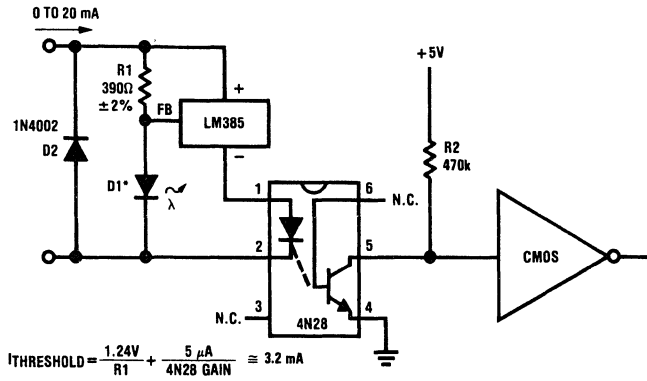 0 TO 20 mA
+5V
R1
390Ω
±2%
FB
+
LM385
−
1N4002
D2
R2
470k
D1*
λ
1
6
N.C.
2
5
CMOS
3
N.C.
4
4N28
ITHRESHOLD = 1.24V/R1 + 5 µA/4N28 GAIN ≅ 3.2 mA